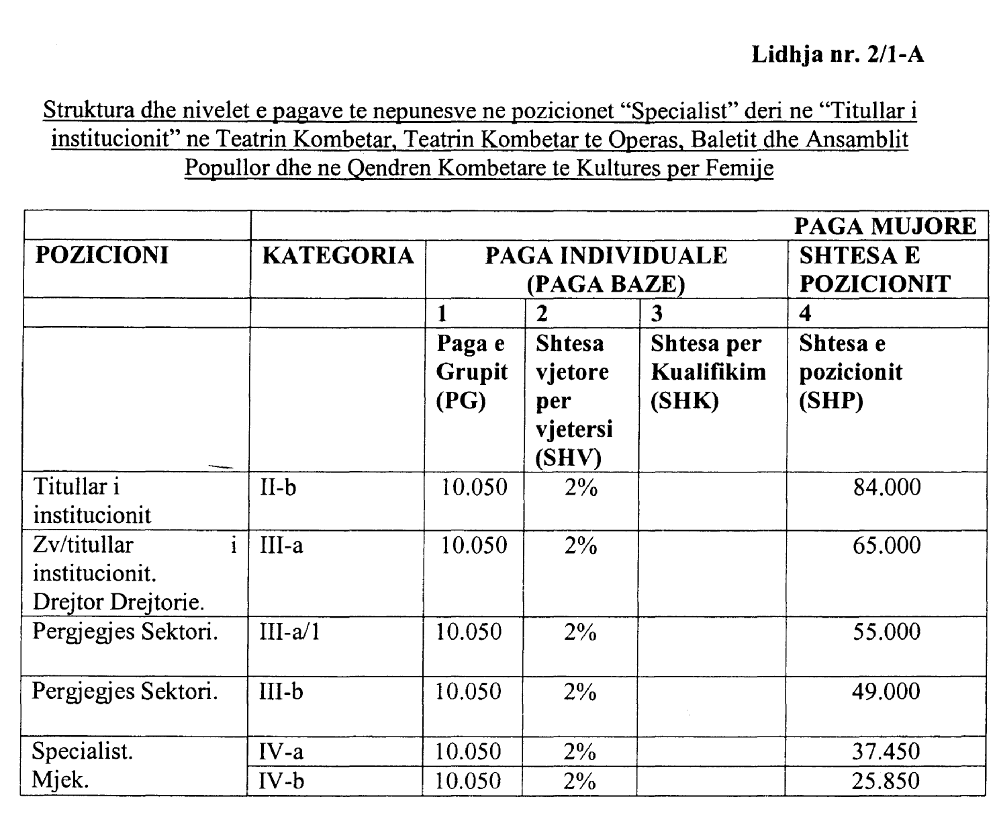 Lidhja nr. 2/1-A
Struktura dhe nivelet e pagave te nepunesve ne pozicionet “Specialist” deri ne “Titullar i
institucionit” ne Teatrin Kombetar, Teatrin Kombetar te Operas, Baletit dhe Ansamblit
Popullor dhe ne Qendren Kombetare te Kultures per Femije
PAGA MUJORE
POZICIONI KATEGORIA PAGA INDIVIDUALE SHTESA E
(PAGA BAZE) POZICIONIT
1 2 3 4
Paga e Shtesa Shtesa per Shtesa e
Grupit vjetore Kualifikim pozicionit
(PG) per (SHK) (SHP)
vjetersi
(SHV)
Titullar i II-b 10.050 2% 84.000
institucionit
Zv/titullar i III-a 10.050 2% 65.000
institucionit.
Drejtor Drejtorie.
Pergjegjes Sektori. III-a/1 10.050 2% 55.000
Pergjegjes Sektori. III-b 10.050 2% 49.000
Specialist. IV-a 10.050 2% 37.450
Mjek. IV-b 10.050 2% 25.850